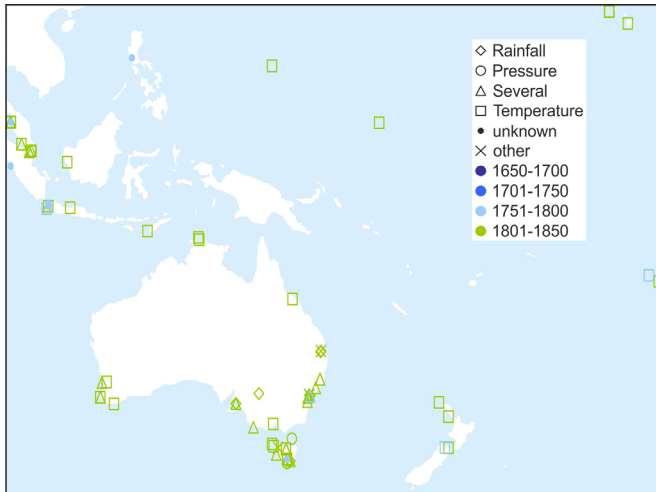 Rainfall
Pressure
Several
Temperature
unknown
other
1650-1700
1701-1750
1751-1800
1801-1850